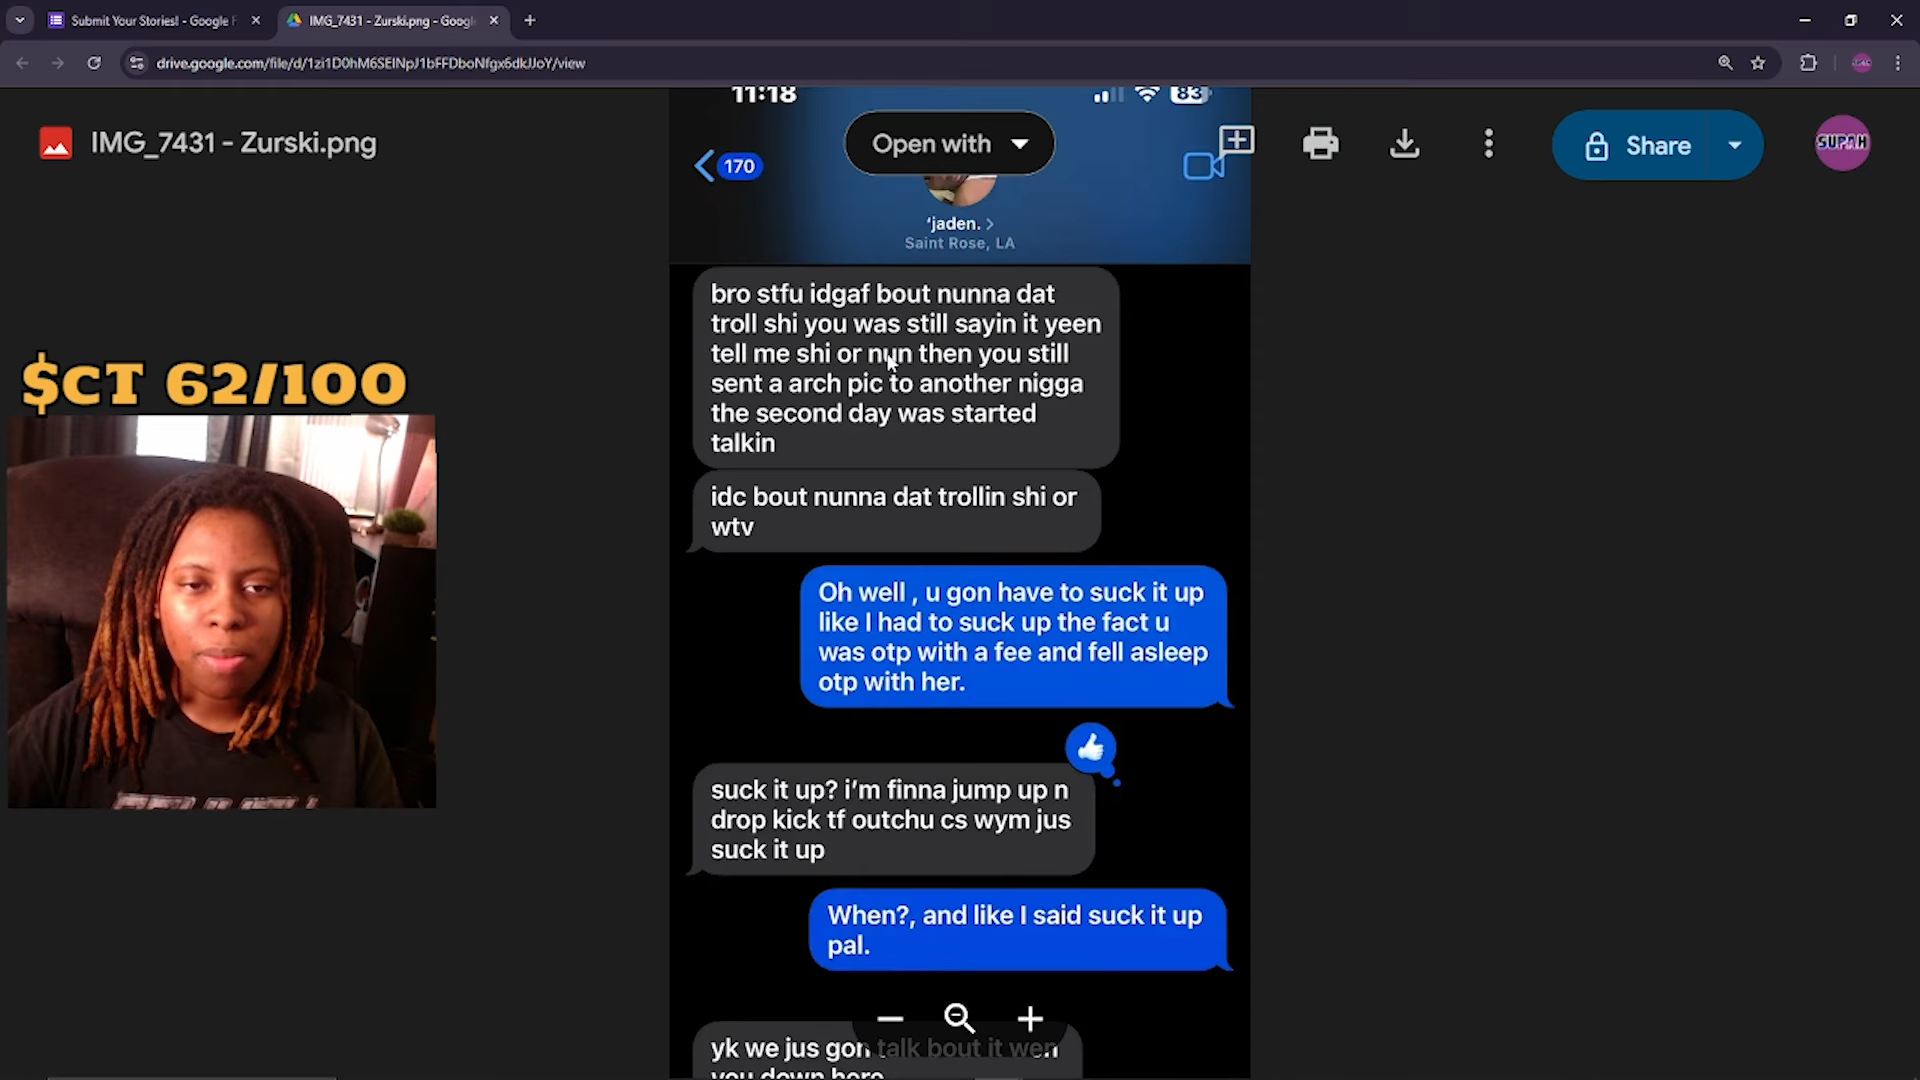 Submit Your Stories! - Google F
IMG_7431 - Zurski.png - Googl
drive.google.com/file/d/1zi1D0hM6SEINpJ1bFFDboNfgx6dkJJoY/view
IMG_7431 - Zurski.png
11:18
83
Open with
170
Share
SUPAH
'jaden.
Saint Rose, LA
bro stfu idgaf bout nunna dat
troll shi you was still sayin it yeen
tell me shi or nun then you still
sent a arch pic to another nigga
the second day was started
talkin
idc bout nunna dat trollin shi or
wtv
$CT 62/100
Oh well , u gon have to suck it up
like I had to suck up the fact u
was otp with a fee and fell asleep
otp with her.
suck it up? i'm finna jump up n
drop kick tf outchu cs wym jus
suck it up
When?, and like I said suck it up
pal.
yk we jus gon talk bout it wen
you down here